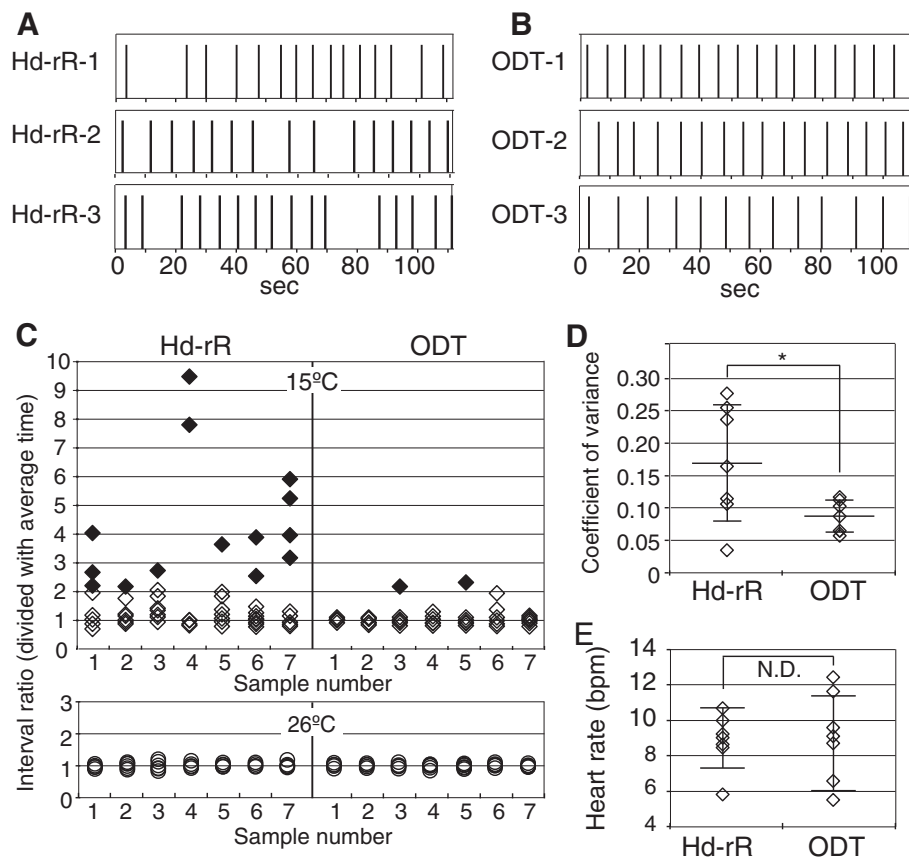 A
Hd-rR-1
Hd-rR-2
Hd-rR-3
0 20 40 60 80 100
sec
B
ODT-1
ODT-2
ODT-3
0 20 40 60 80 100
sec
C
Hd-rR ODT
15ºC
Interval ratio (divided with average time)
10
9
8
7
6
5
4
3
2
1
0
1 2 3 4 5 6 7 1 2 3 4 5 6 7
Sample number Sample number
26ºC
3
2
1
0
1 2 3 4 5 6 7 1 2 3 4 5 6 7
Sample number Sample number
D
*
Coefficient of variance
0.30
0.25
0.20
0.15
0.10
0.05
0
Hd-rR ODT
E
N.D.
Heart rate (bpm)
14
12
10
8
6
4
Hd-rR ODT